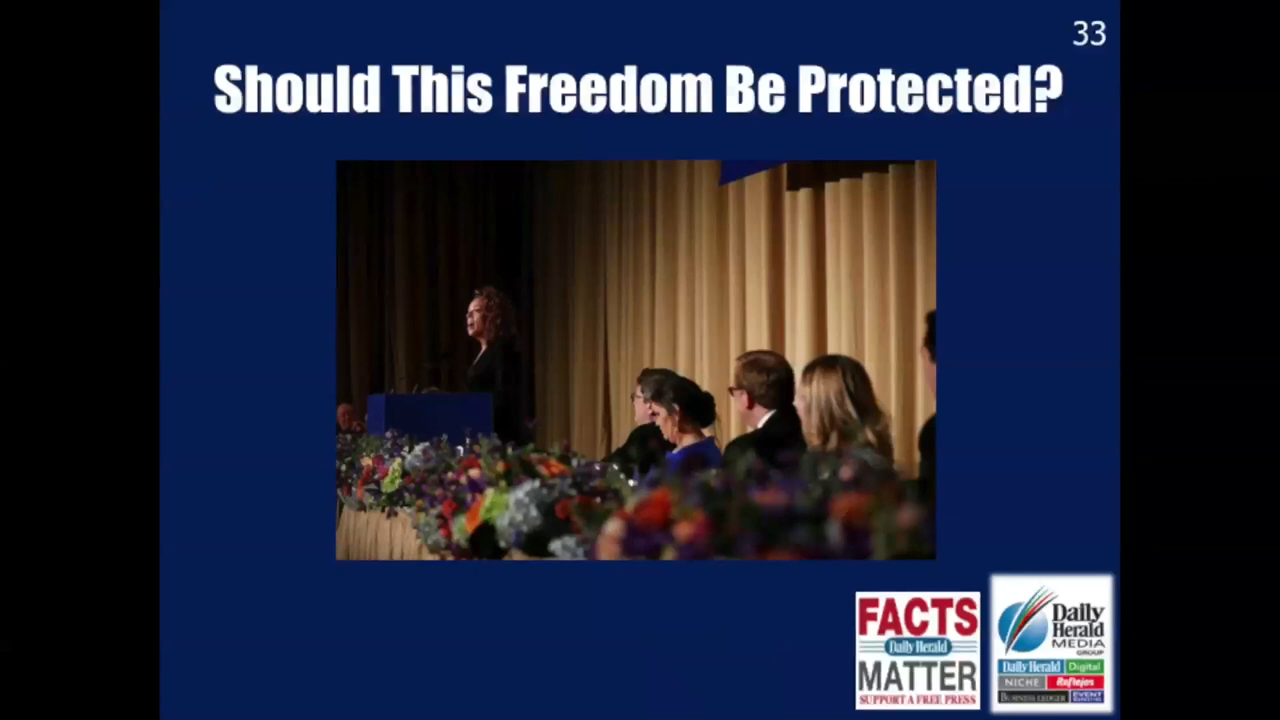 33
Should This Freedom Be Protected?
FACTS
Daily Herald
MATTER
SUPPORT A FREE PRESS
Daily
Herald
MEDIA
GROUP
Daily Herald Digital
NICHE Reflejos
BUSINESS LEDGER EVENT